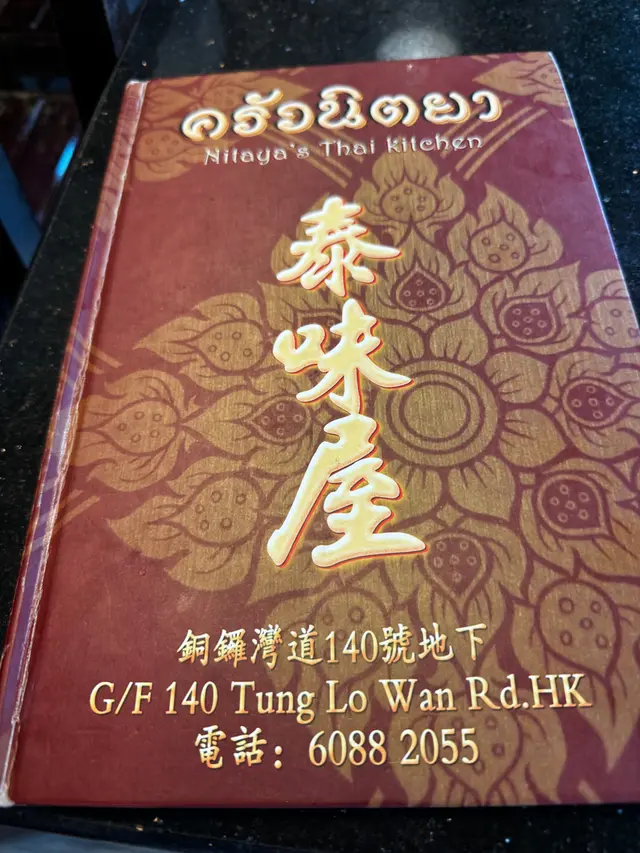 ครัวนิตยา
Nitaya's Thai kitchen
泰味屋
銅鑼灣道140號地下
G/F 140 Tung Lo Wan Rd.HK
電話：6088 2055